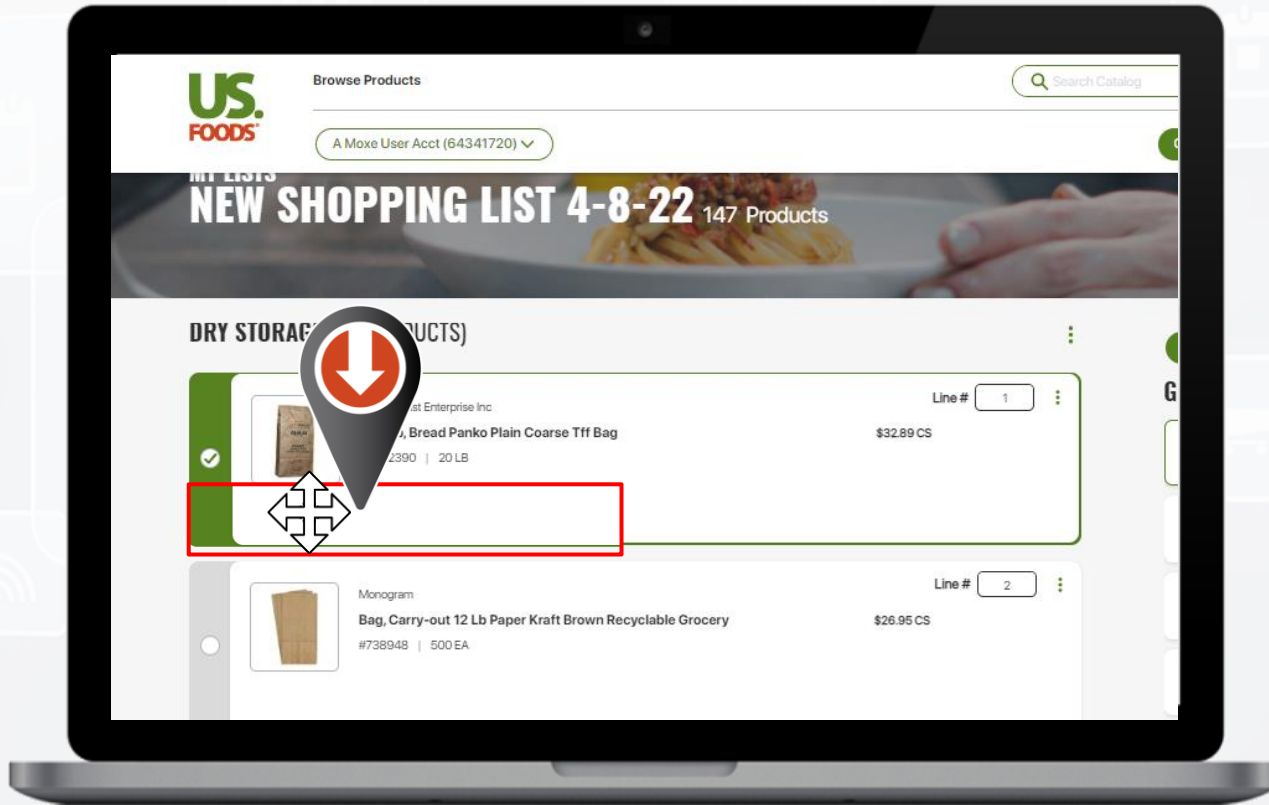 US.
FOODS
Browse Products
Search Catalog
A Moxe User Acct (64341720)
MY LISTS
NEW SHOPPING LIST 4-8-22 147 Products
DRY STORAG
Line # 1
Enterprise Inc
Bread Panko Plain Coarse Tff Bag
$32.89 CS
2390 | 20 LB
G
Line # 2
Monogram
Bag, Carry-out 12 Lb Paper Kraft Brown Recyclable Grocery
$26.95 CS
#738948 | 500 EA